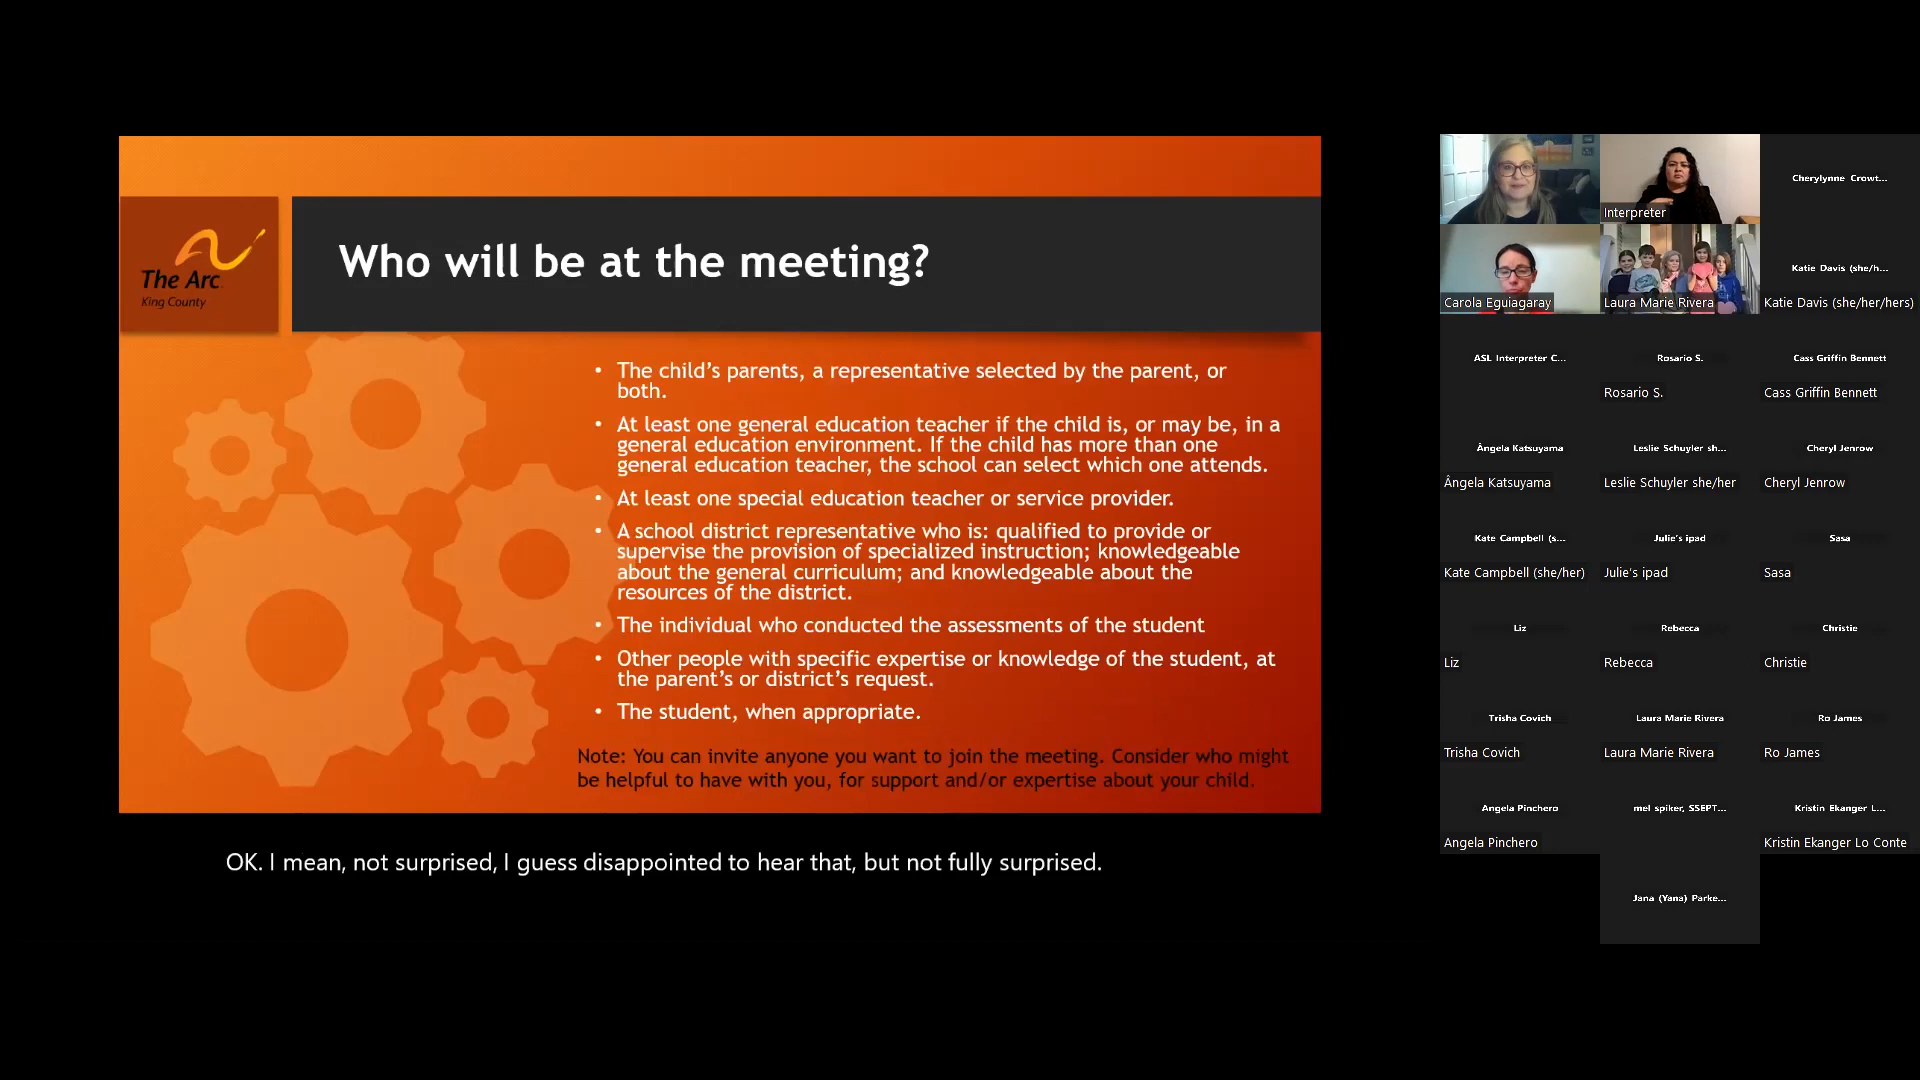 The Arc
King County
Who will be at the meeting?
• The child's parents, a representative selected by the parent, or
both.
• At least one general education teacher if the child is, or may be, in a
general education environment. If the child has more than one
general education teacher, the school can select which one attends.
• At least one special education teacher or service provider.
• A school district representative who is: qualified to provide or
supervise the provision of specialized instruction; knowledgeable
about the general curriculum; and knowledgeable about the
resources of the district.
• The individual who conducted the assessments of the student
• Other people with specific expertise or knowledge of the student, at
the parent's or district's request.
• The student, when appropriate.
Note: You can invite anyone you want to join the meeting. Consider who might
be helpful to have with you, for support and/or expertise about your child.
OK. I mean, not surprised, I guess disappointed to hear that, but not fully surprised.
Interpreter
Cherylynne Crowt...
Carola Eguiagaray
Laura Marie Rivera
Katie Davis (she/h...
Katie Davis (she/her/hers)
ASL Interpreter C...
Rosario S.
Rosario S.
Cass Griffin Bennett
Cass Griffin Bennett
Ângela Katsuyama
Ângela Katsuyama
Leslie Schuyler sh...
Leslie Schuyler she/her
Cheryl Jenrow
Cheryl Jenrow
Kate Campbell (s...
Kate Campbell (she/her)
Julie's ipad
Julie's ipad
Sasa
Sasa
Liz
Liz
Rebecca
Rebecca
Christie
Christie
Trisha Covich
Trisha Covich
Laura Marie Rivera
Laura Marie Rivera
Ro James
Ro James
Angela Pinchero
Angela Pinchero
mel spiker, SSEPT...
Kristin Ekanger L...
Kristin Ekanger Lo Conte
Jana (Yana) Parke...